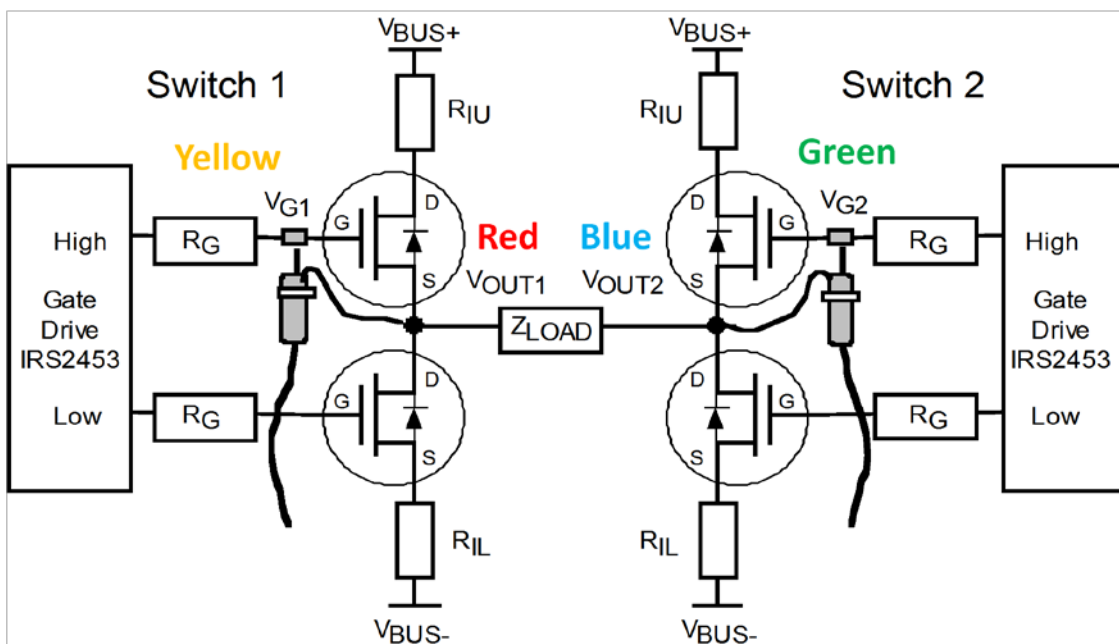 VBUS+ VBUS+
Switch 1 Switch 2
RIU RIU
Yellow Green
VG1 VG2
High RG G D Red Blue D G RG High
S VOUT1 VOUT2 S
Gate Drive IRS2453 ZLOAD Gate Drive IRS2453
Low RG G D D G RG Low
S S
RIL RIL
VBUS- VBUS-